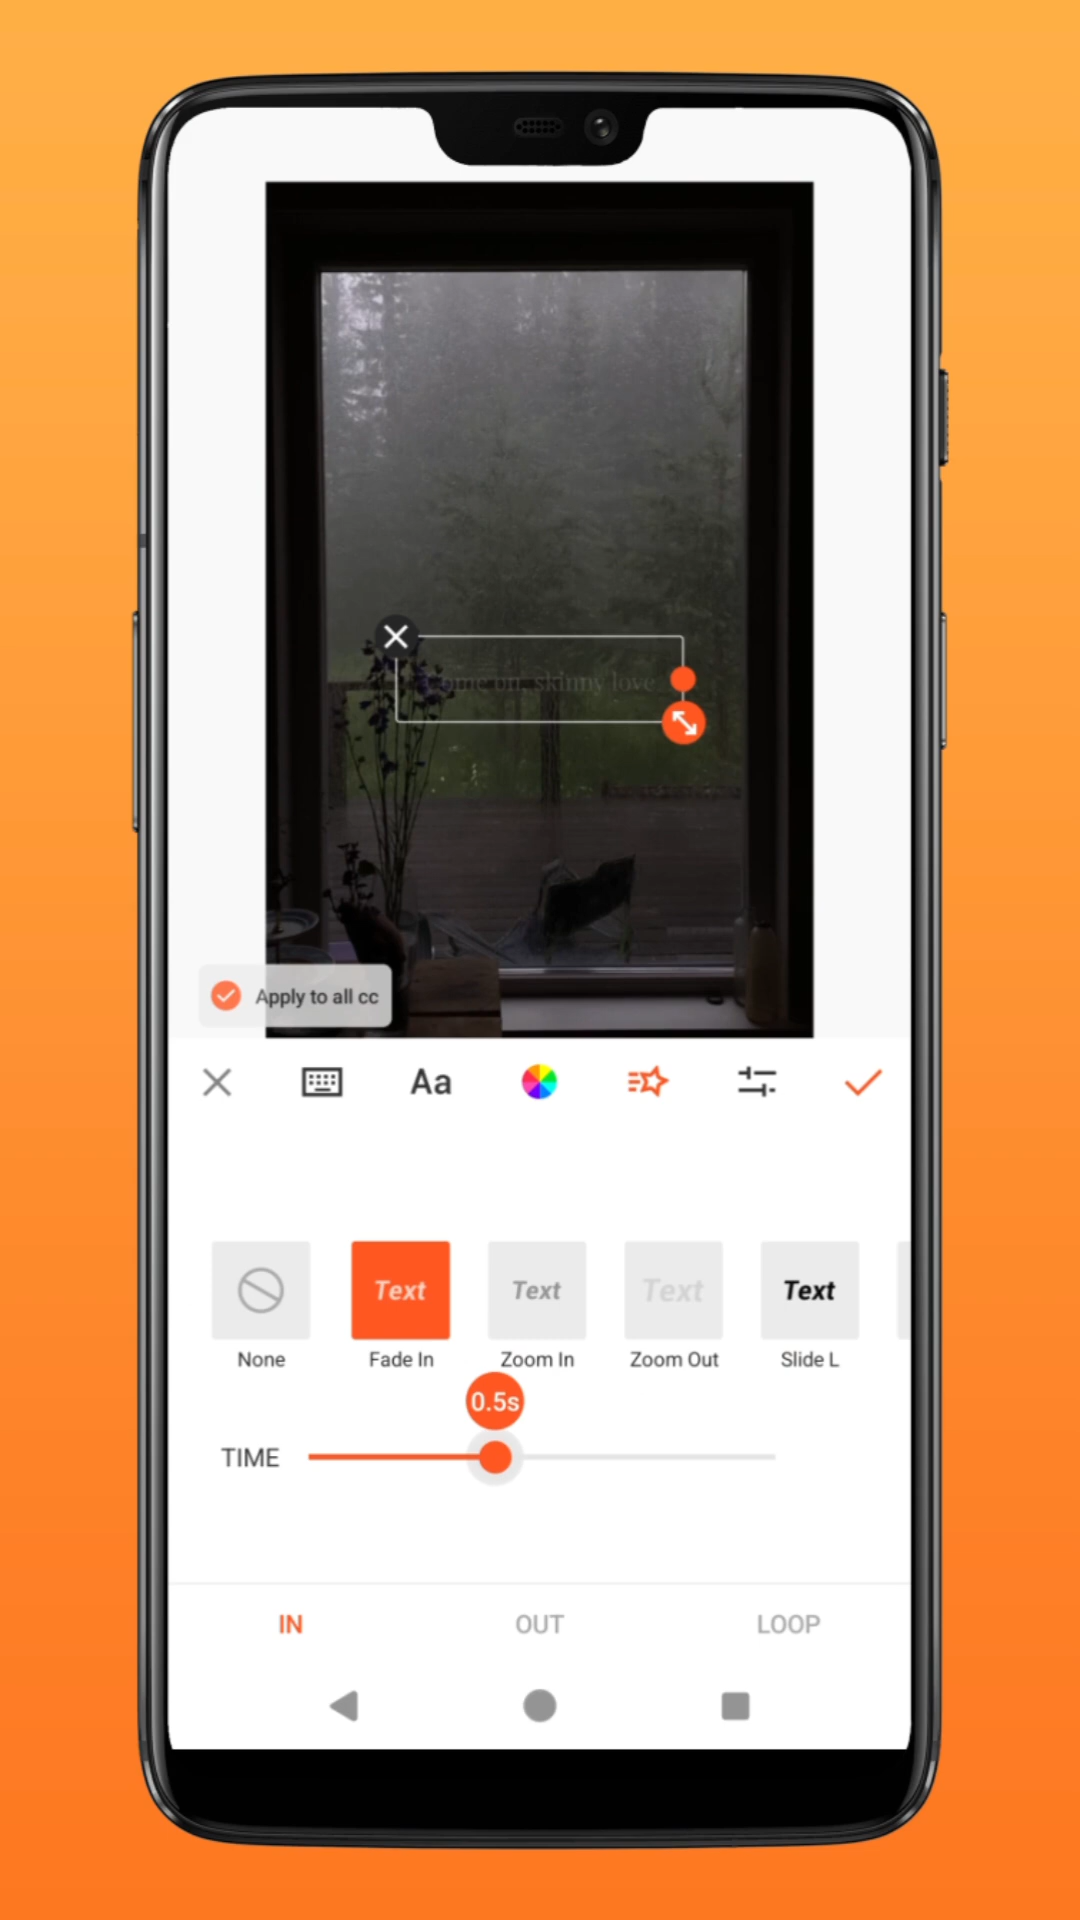 ome on, skinny love
Apply to all cc
Aa
Text
Text
Text
Text
None
Fade In
Zoom In
Zoom Out
Slide L
0.5s
TIME
IN
OUT
LOOP